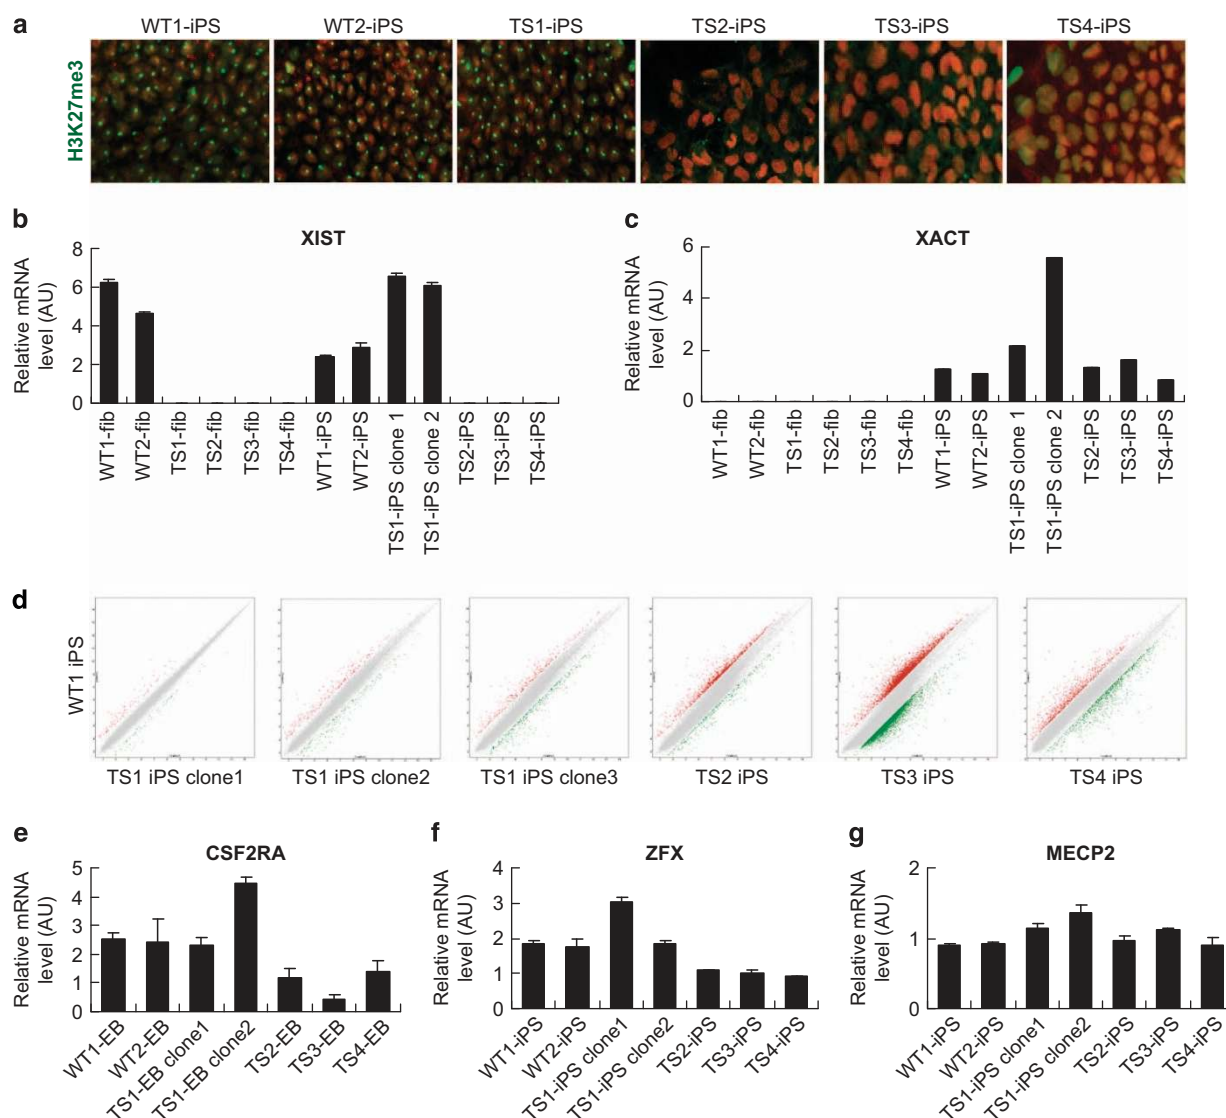 a
WT1-iPS WT2-iPS TS1-iPS TS2-iPS TS3-iPS TS4-iPS
H3K27me3
b
XIST
Relative mRNA
level (AU)
8
6
4
2
0
WT1-fib
WT2-fib
TS1-fib
TS2-fib
TS3-fib
TS4-fib
WT1-iPS
WT2-iPS
TS1-iPS clone 1
TS1-iPS clone 2
TS2-iPS
TS3-iPS
TS4-iPS
c
XACT
Relative mRNA
level (AU)
6
4
2
0
WT1-fib
WT2-fib
TS1-fib
TS2-fib
TS3-fib
TS4-fib
WT1-iPS
WT2-iPS
TS1-iPS clone 1
TS1-iPS clone 2
TS2-iPS
TS3-iPS
TS4-iPS
d
WT1 iPS
TS1 iPS clone1 TS1 iPS clone2 TS1 iPS clone3 TS2 iPS TS3 iPS TS4 iPS
e
CSF2RA
Relative mRNA
level (AU)
5
4
3
2
1
0
WT1-EB
WT2-EB
TS1-EB clone1
TS1-EB clone2
TS2-EB
TS3-EB
TS4-EB
f
ZFX
Relative mRNA
level (AU)
4
3
2
1
0
WT1-iPS
WT2-iPS
TS1-iPS clone1
TS1-iPS clone2
TS2-iPS
TS3-iPS
TS4-iPS
g
MECP2
Relative mRNA
level (AU)
2
1
0
WT1-iPS
WT2-iPS
TS1-iPS clone1
TS1-iPS clone2
TS2-iPS
TS3-iPS
TS4-iPS